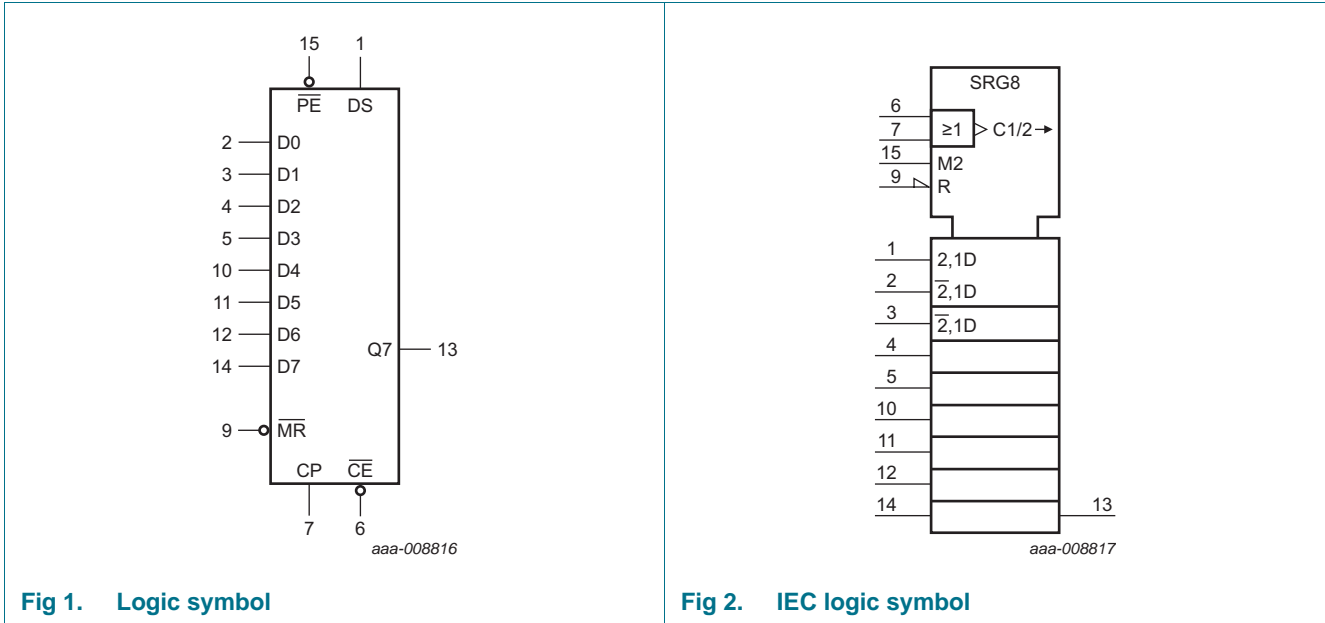 15 1
P̅E̅ DS
2 D0
3 D1
4 D2
5 D3
10 D4
11 D5
12 D6
Q7 13
14 D7
9 M̅R̅
CP C̅E̅
7 6
aaa-008816
Fig 1. Logic symbol
SRG8
6
7 ≥1 C1/2
15 M2
9 R
1 2,1D
2 2̅,1D
3 2̅,1D
4
5
10
11
12
14 13
aaa-008817
Fig 2. IEC logic symbol